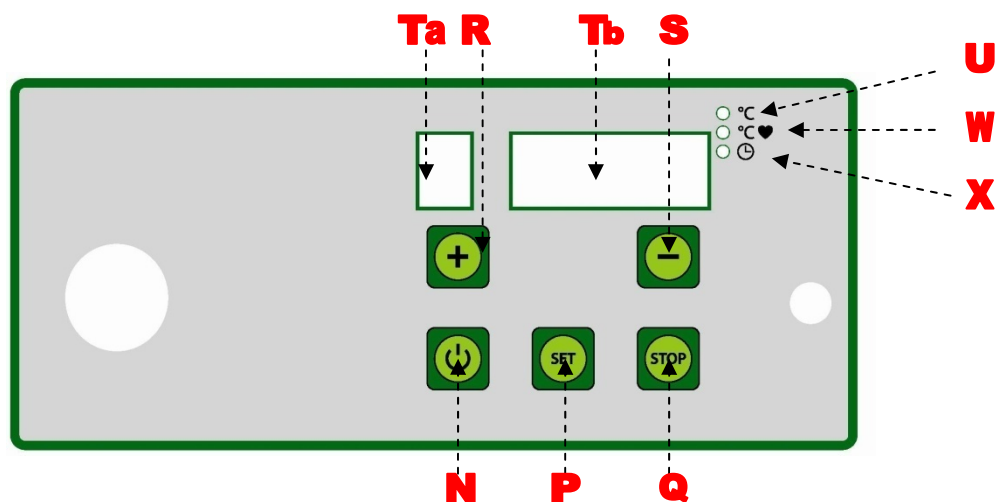 Ta R Tb S
U
℃
W
℃
X
+ −
SET STOP
N P Q